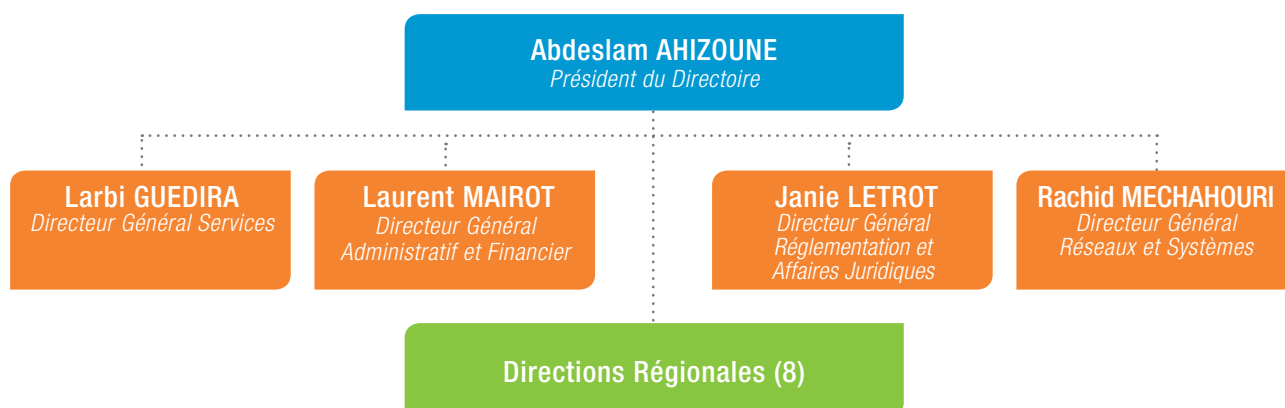 Abdeslam AHIZOUNE
Président du Directoire
Larbi GUEDIRA
Directeur Général Services
Laurent MAIROT
Directeur Général
Administratif et Financier
Janie LETROT
Directeur Général
Réglementation et
Affaires Juridiques
Rachid MECHAHOURI
Directeur Général
Réseaux et Systèmes
Directions Régionales (8)